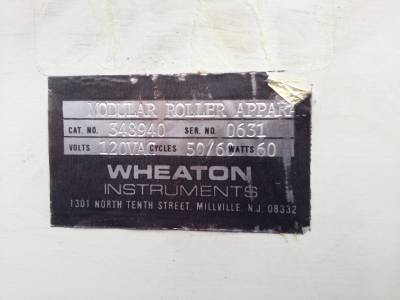 MODULAR ROLLER APPAR
CAT. NO. 348940 SER. NO. 0631
VOLTS 120VAC CYCLES 50/60 WATTS 60
WHEATON
INSTRUMENTS
1301 NORTH TENTH STREET, MILLVILLE, N.J. 08332